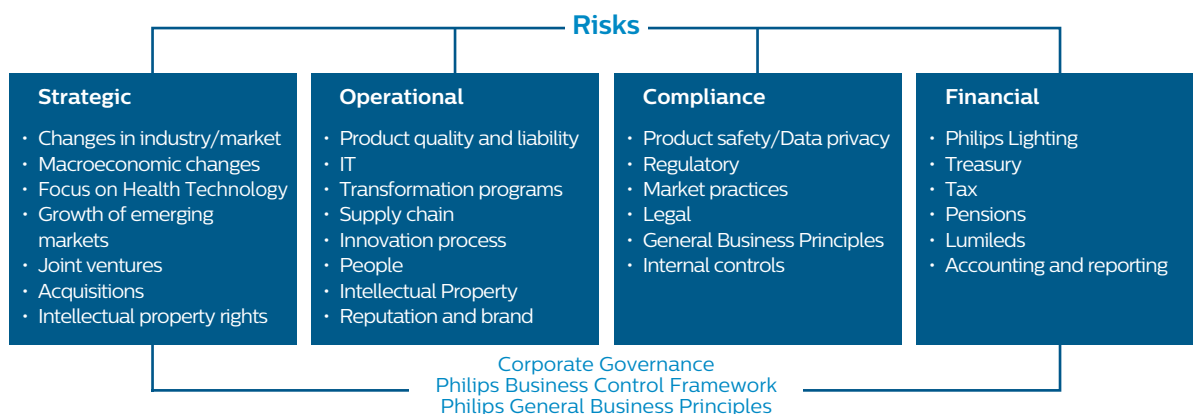 Risks
Strategic
· Changes in industry/market
· Macroeconomic changes
· Focus on Health Technology
· Growth of emerging
markets
· Joint ventures
· Acquisitions
· Intellectual property rights
Operational
· Product quality and liability
· IT
· Transformation programs
· Supply chain
· Innovation process
· People
· Intellectual Property
· Reputation and brand
Compliance
· Product safety/Data privacy
· Regulatory
· Market practices
· Legal
· General Business Principles
· Internal controls
Financial
· Philips Lighting
· Treasury
· Tax
· Pensions
· Lumileds
· Accounting and reporting
Corporate Governance
Philips Business Control Framework
Philips General Business Principles